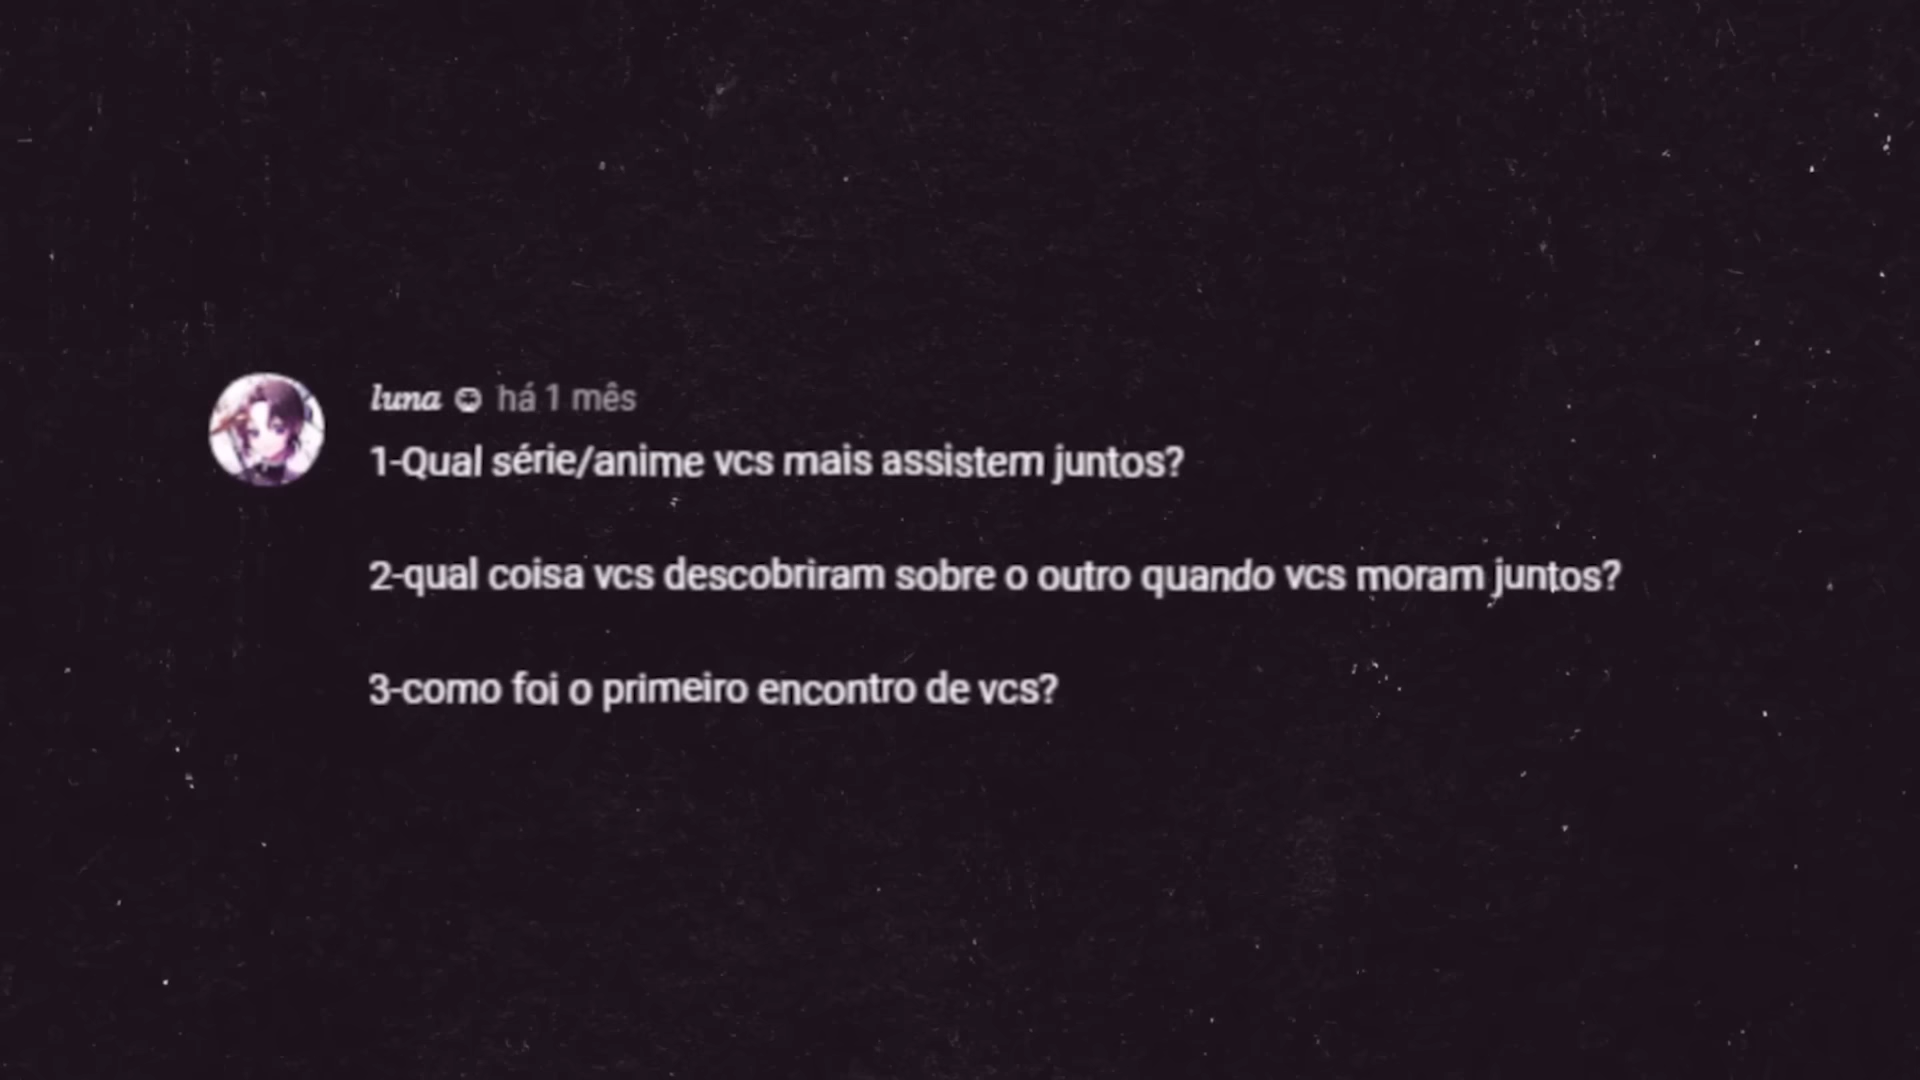 luna ☺ há 1 mês
1-Qual série/anime vcs mais assistem juntos?
2-qual coisa vcs descobriram sobre o outro quando vcs moram juntos?
3-como foi o primeiro encontro de vcs?